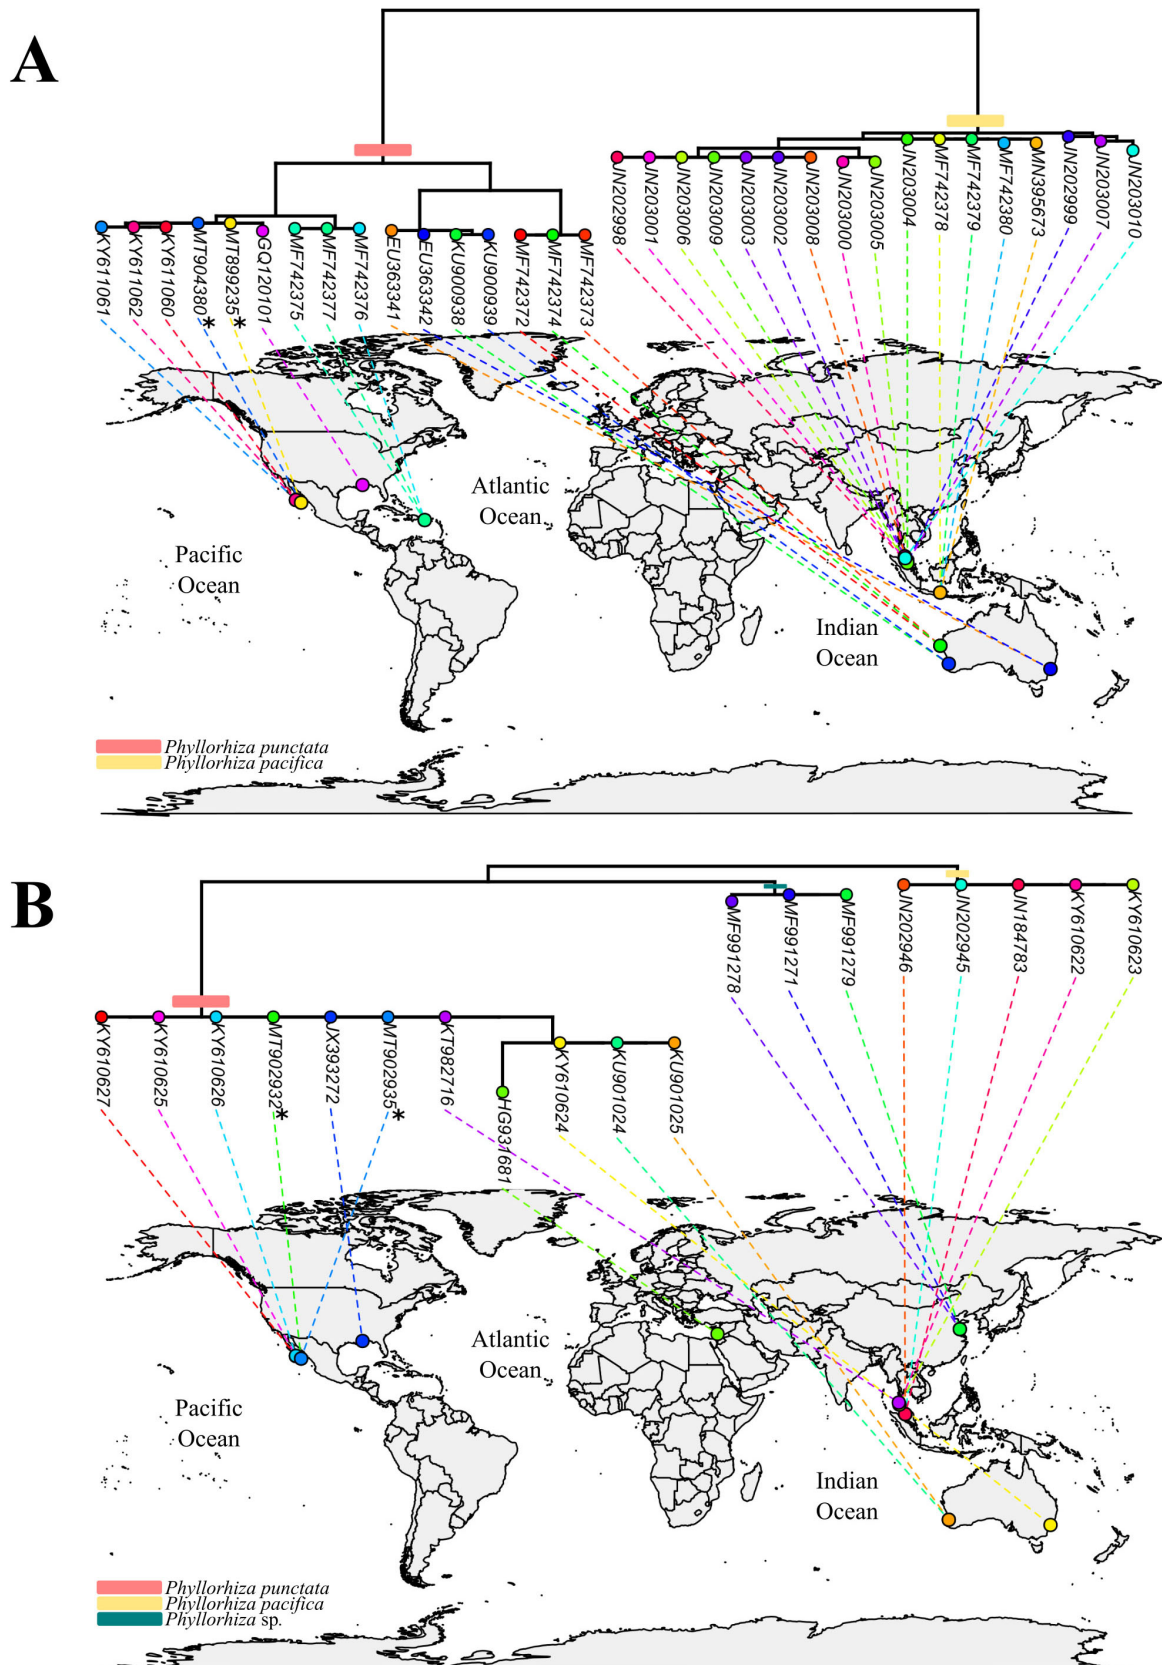 A
KY611061
KY611062
KY611060
MT904380*
MT899235*
GQ120101
MF742375
MF742377
MF742376
EU363341
EU363342
KU900938
KU900939
MF742372
MF742374
MF742373
JN202998
JN203001
JN203006
JN203009
JN203003
JN203002
JN203008
JN203000
JN203005
JN203004
MF742378
MF742379
MF742380
MN395673
JN202999
JN203007
JN203010
Atlantic
Ocean
Pacific
Ocean
Indian
Ocean
Phyllorhiza punctata
Phyllorhiza pacifica
B
KY610627
KY610625
KY610626
MT902932*
JX393272
MT902935*
KT982716
HG931681
KY610624
KU901024
KU901025
MF991278
MF991271
MF991279
JN202946
JN202945
JN184783
KY610622
KY610623
Atlantic
Ocean
Pacific
Ocean
Indian
Ocean
Phyllorhiza punctata
Phyllorhiza pacifica
Phyllorhiza sp.